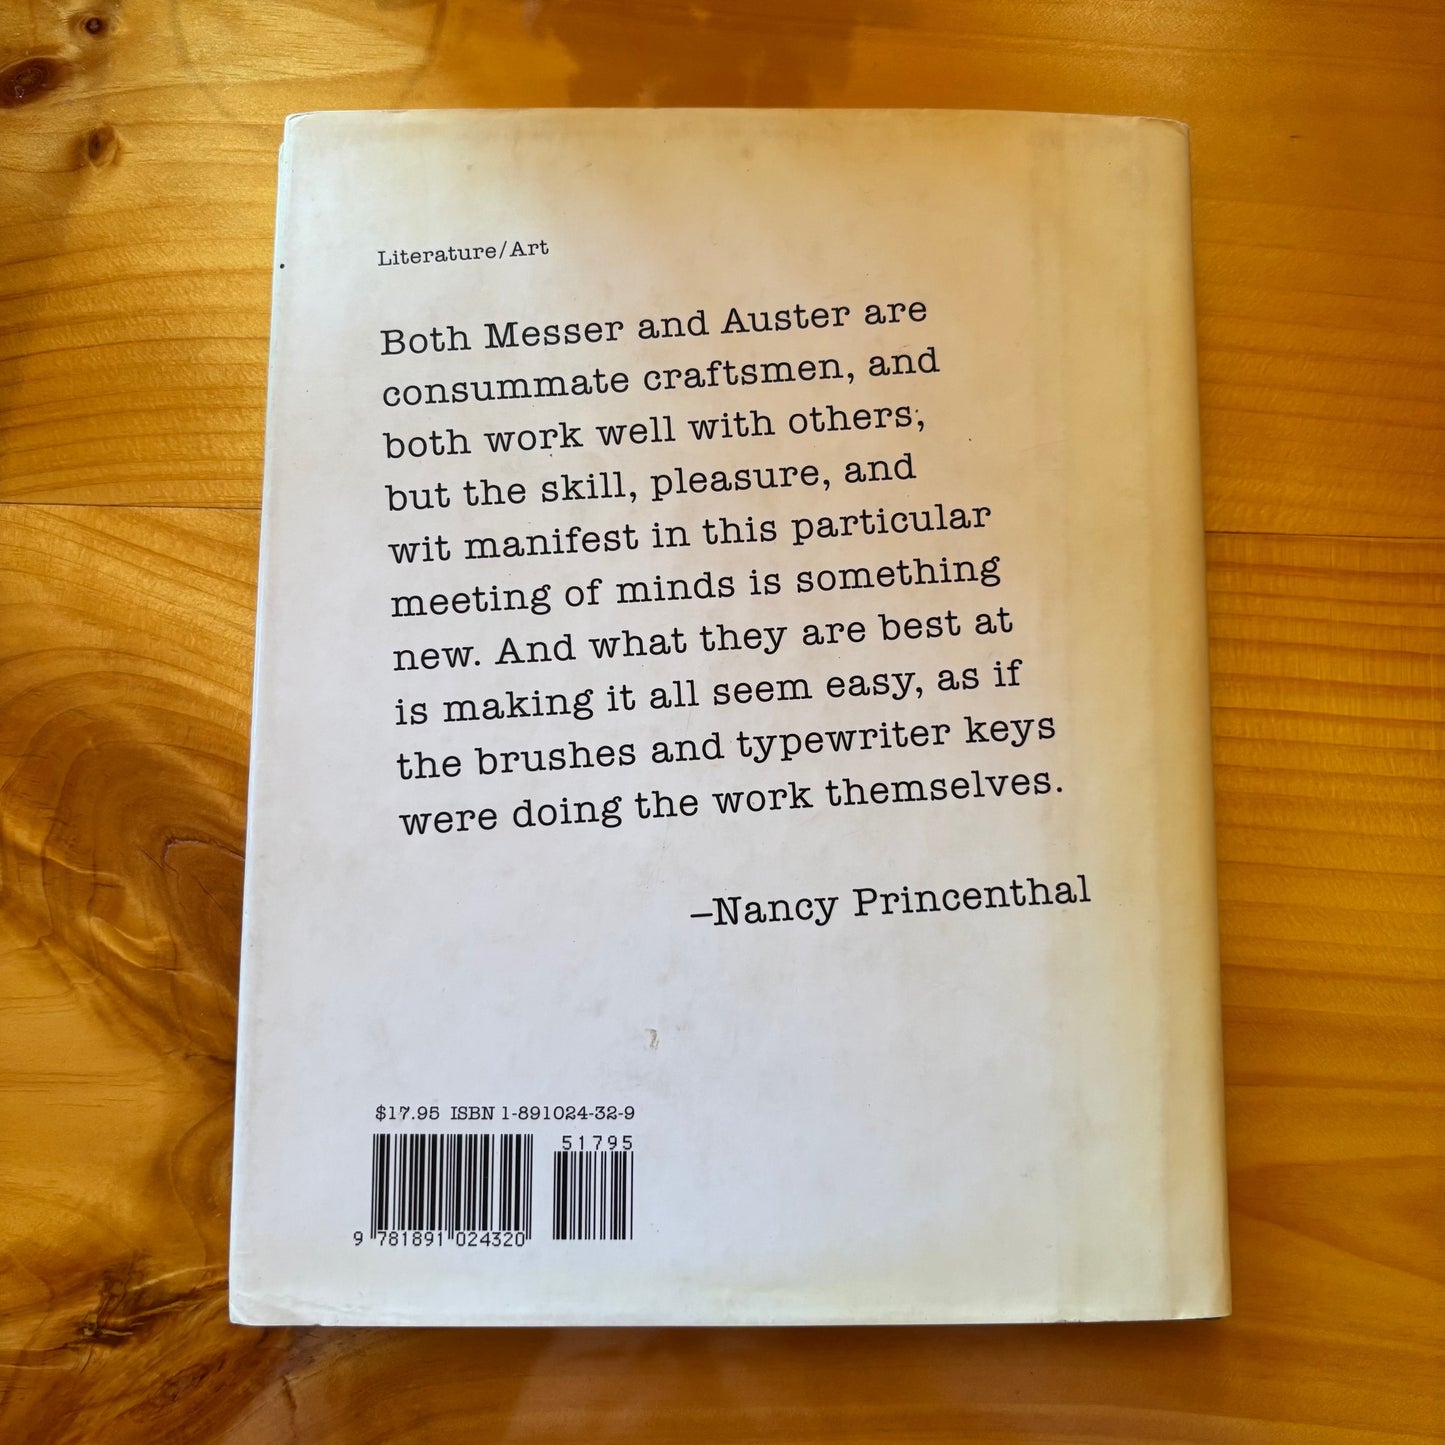 Literature/Art
Both Messer and Auster are
consummate craftsmen, and
both work well with others;
but the skill, pleasure, and
wit manifest in this particular
meeting of minds is something
new. And what they are best at
is making it all seem easy, as if
the brushes and typewriter keys
were doing the work themselves.
–Nancy Princenthal
$17.95 ISBN 1-891024-32-9
51795
9 781891 024320